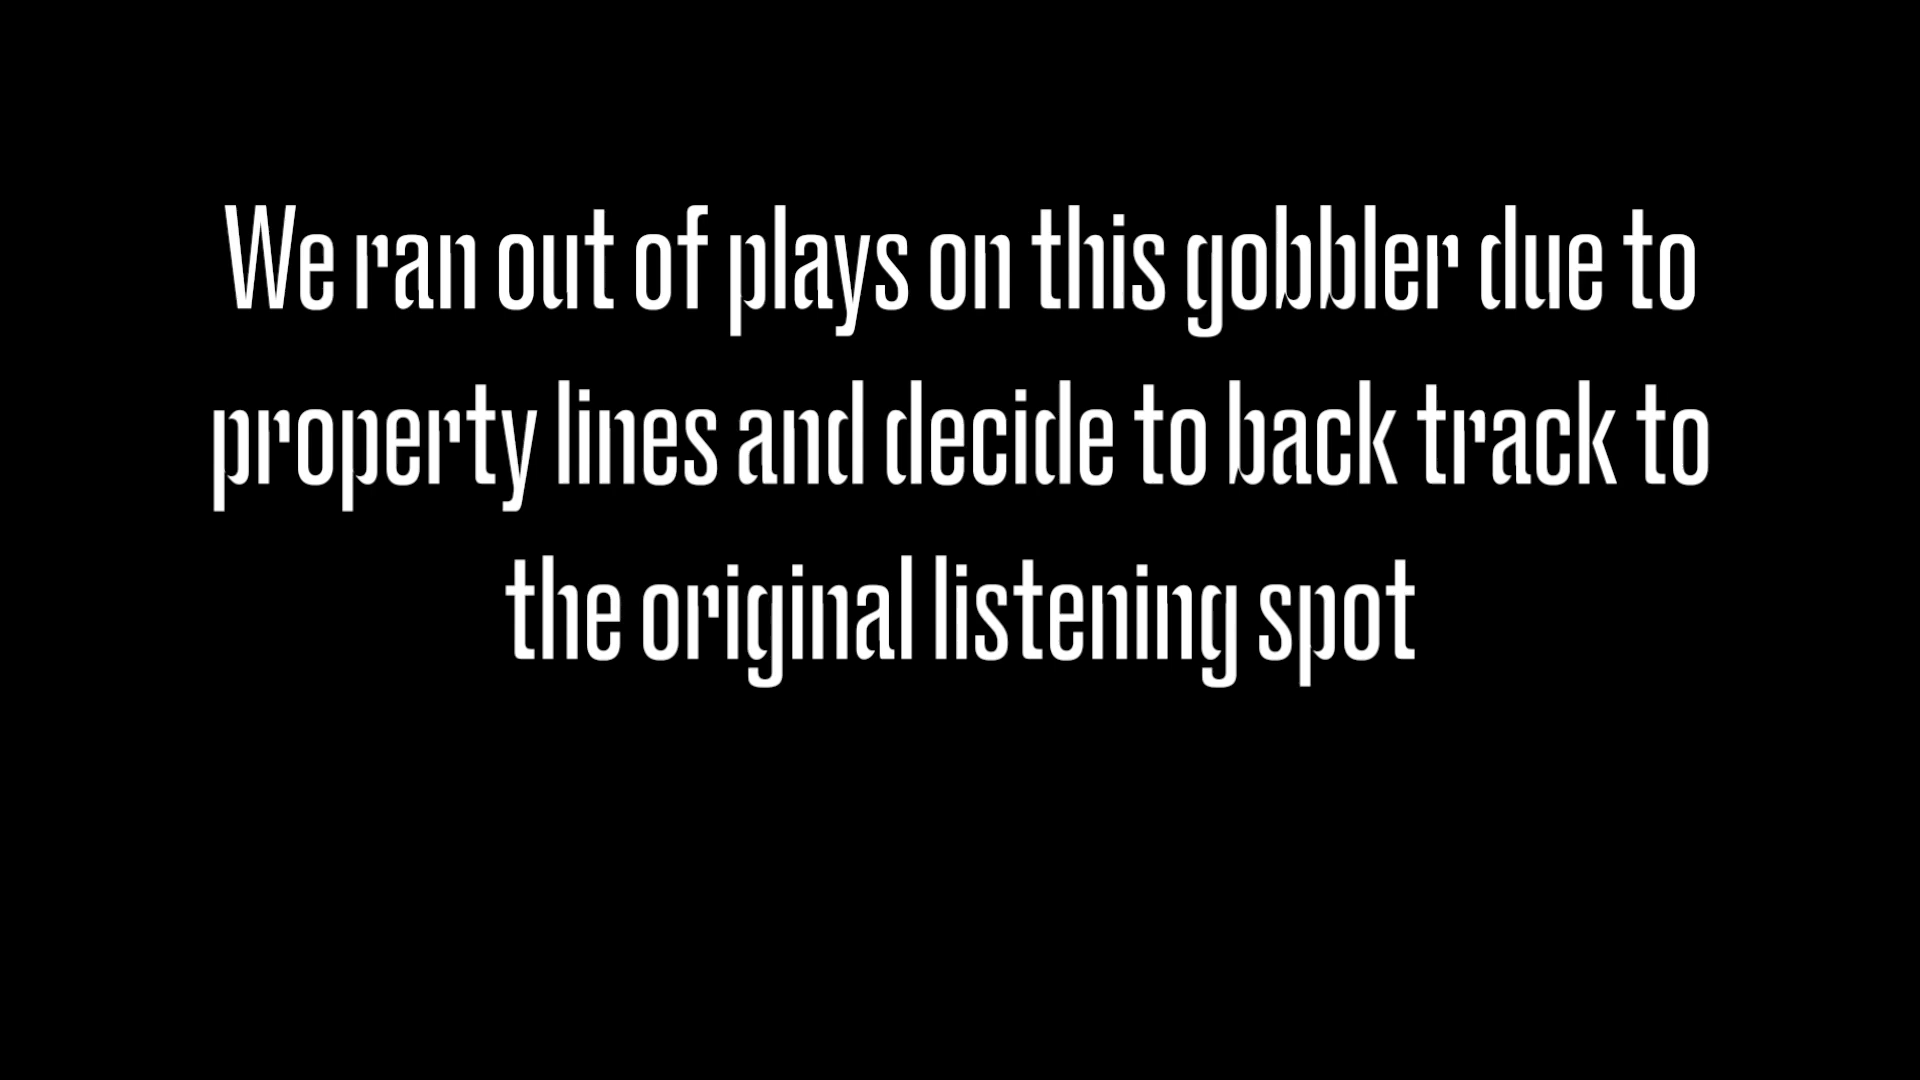 We ran out of plays on this gobbler due to
property lines and decide to back track to
the original listening spot